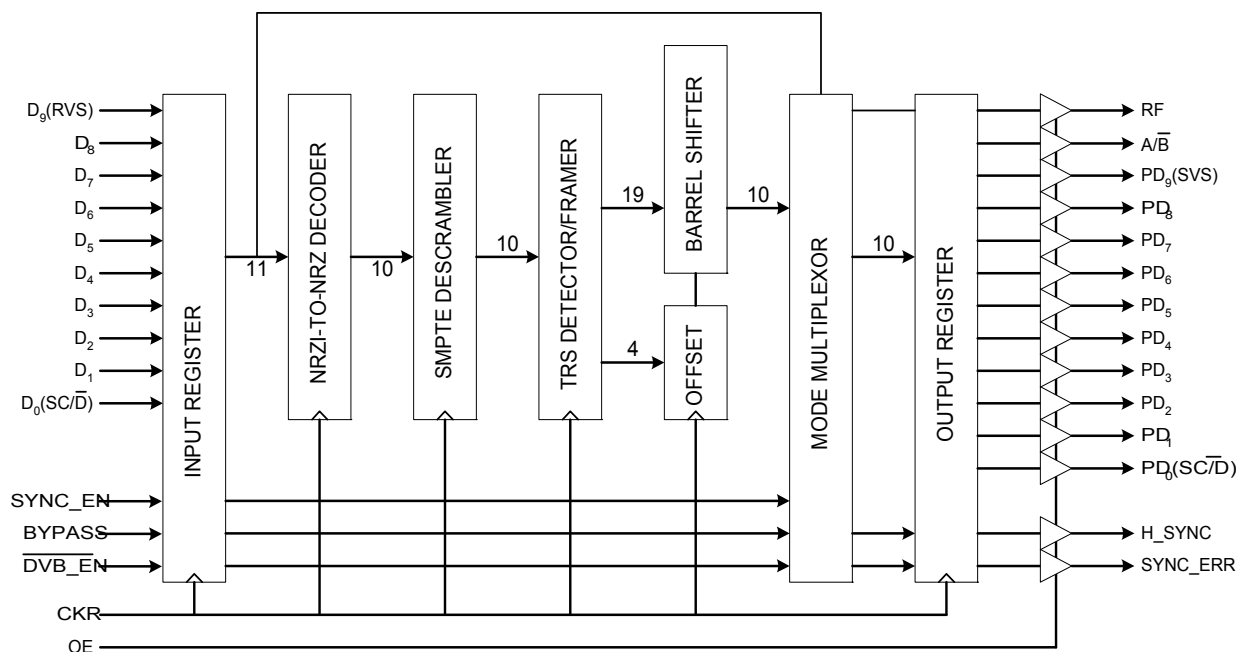 D₉(RVS)
D₈
D₇
D₆
D₅
D₄
D₃
D₂
D₁
D₀(SC/D̅)
SYNC_EN
BYPASS
D̅V̅B̅_̅E̅N̅
CKR
OE
INPUT REGISTER
11
NRZI-TO-NRZ DECODER
10
SMPTE DESCRAMBLER
10
TRS DETECTOR/FRAMER
19
4
BARREL SHIFTER
OFFSET
10
MODE MULTIPLEXOR
10
OUTPUT REGISTER
RF
A/B̅
PD₉(SVS)
PD₈
PD₇
PD₆
PD₅
PD₄
PD₃
PD₂
PD₁
PD₀(SC/D̅)
H_SYNC
SYNC_ERR